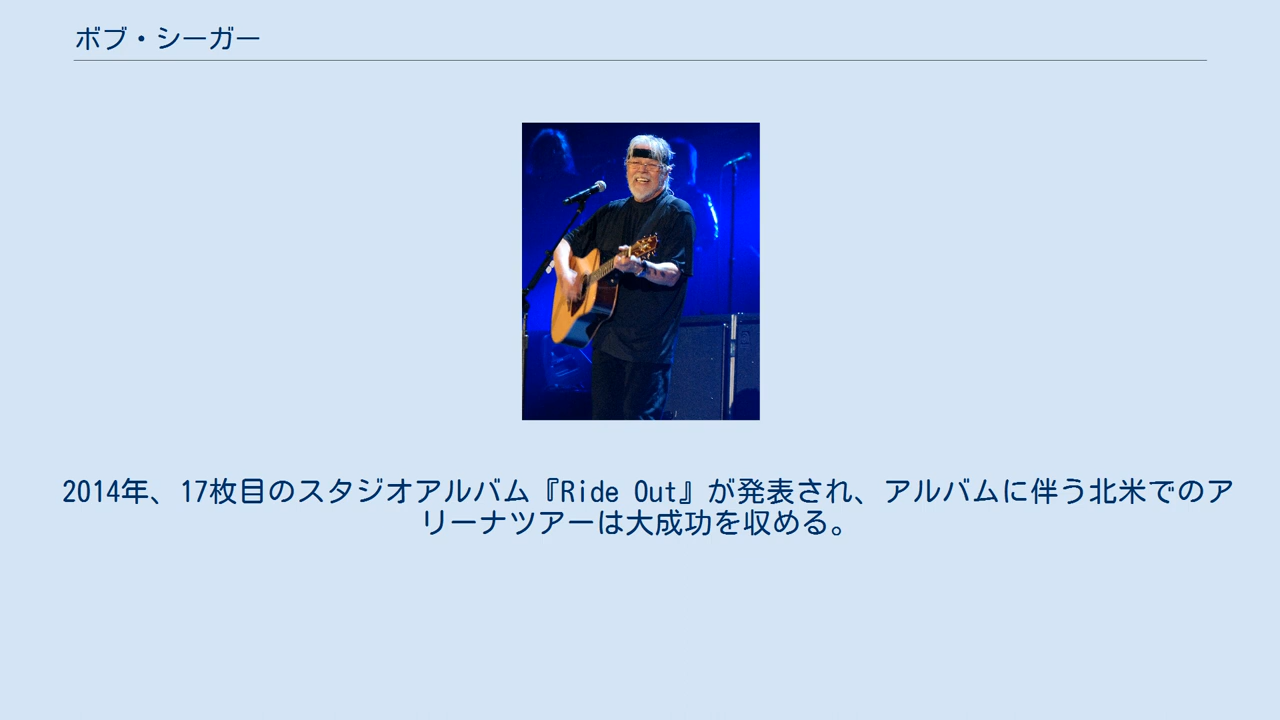 ボブ・シーガー
2014年、17枚目のスタジオアルバム『Ride Out』が発表され、アルバムに伴う北米でのア
リーナツアーは大成功を収める。